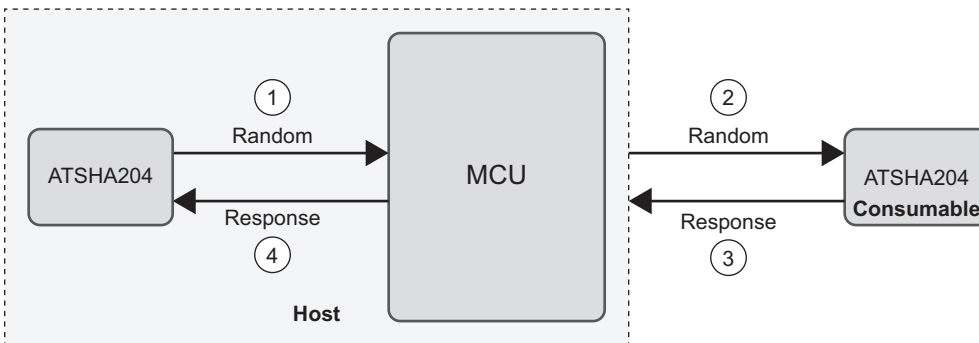 1
Random
ATSHA204
Response
4
Host
MCU
2
Random
ATSHA204
Consumable
Response
3